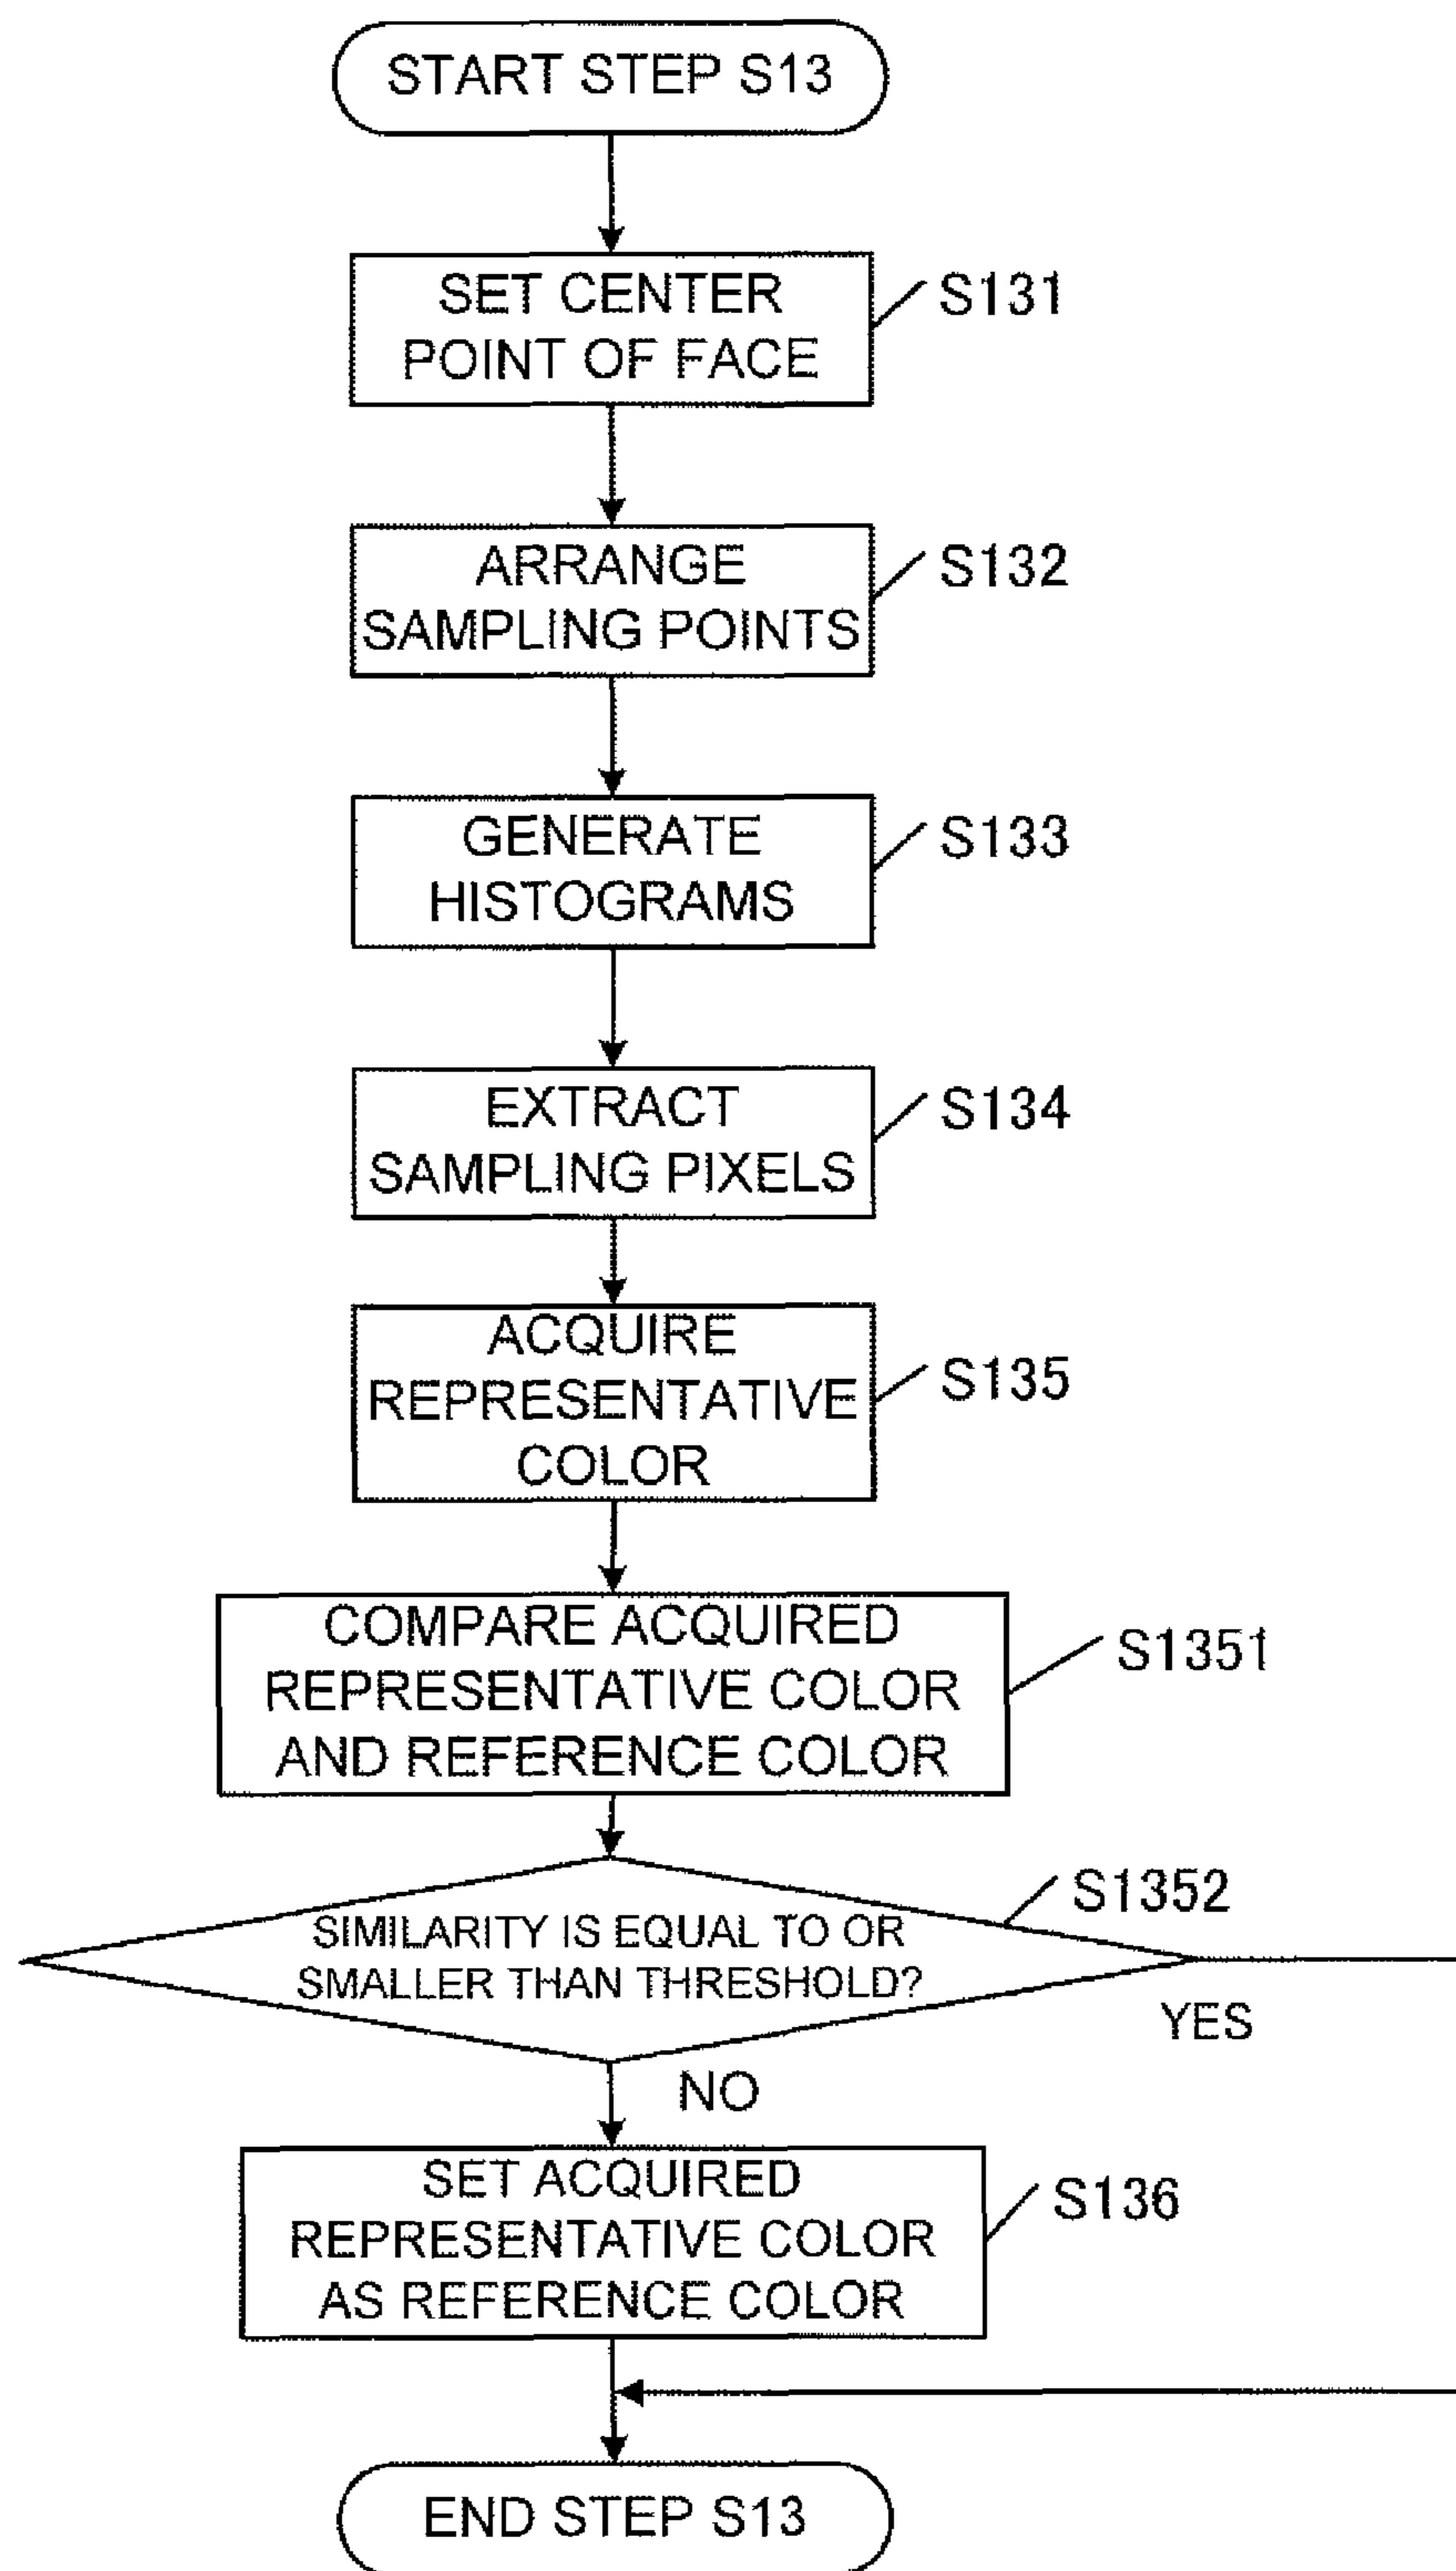 START STEP S13
SET CENTER
POINT OF FACE
S131
ARRANGE
SAMPLING POINTS
S132
GENERATE
HISTOGRAMS
S133
EXTRACT
SAMPLING PIXELS
S134
ACQUIRE
REPRESENTATIVE
COLOR
S135
COMPARE ACQUIRED
REPRESENTATIVE COLOR
AND REFERENCE COLOR
S1351
SIMILARITY IS EQUAL TO OR
SMALLER THAN THRESHOLD?
S1352
YES
NO
SET ACQUIRED
REPRESENTATIVE COLOR
AS REFERENCE COLOR
S136
END STEP S13